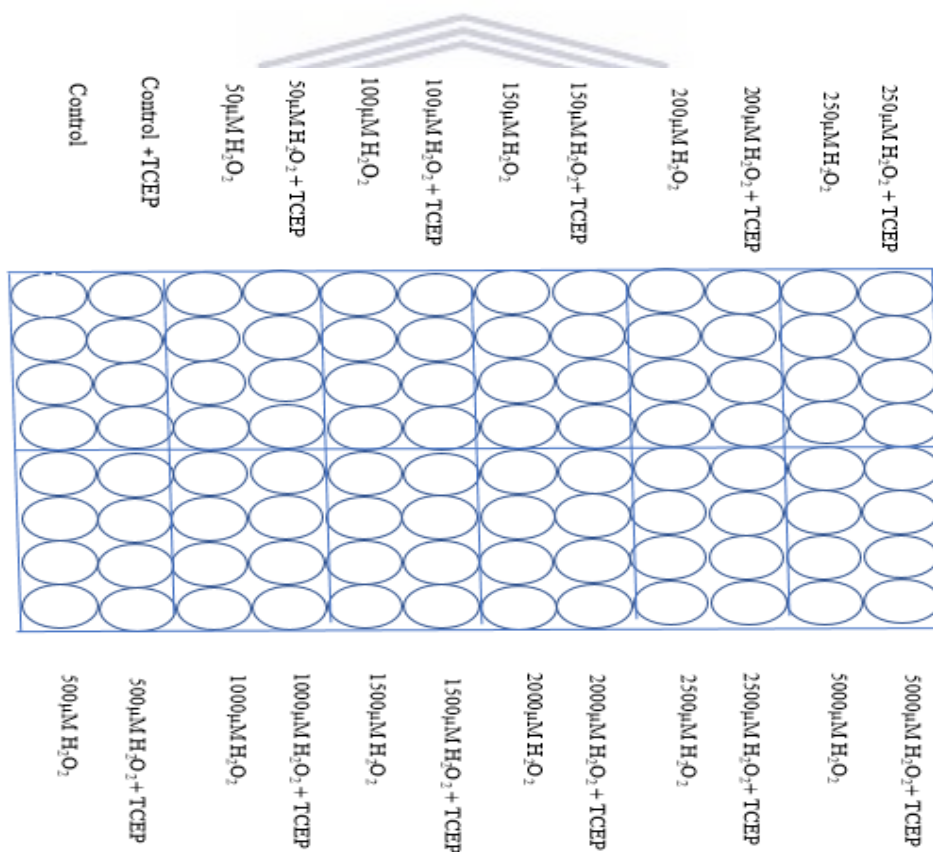 Control
Control +TCEP
50µM H₂O₂
50µM H₂O₂ + TCEP
100µM H₂O₂
100µM H₂O₂ + TCEP
150µM H₂O₂
150µM H₂O₂+ TCEP
200µM H₂O₂
200µM H₂O₂ + TCEP
250µM H₂O₂
250µM H₂O₂ + TCEP
500µM H₂O₂
500µM H₂O₂ + TCEP
1000µM H₂O₂
1000µM H₂O₂ + TCEP
1500µM H₂O₂
1500µM H₂O₂ + TCEP
2000µM H₂O₂
2000µM H₂O₂ + TCEP
2500µM H₂O₂
2500µM H₂O₂ + TCEP
5000µM H₂O₂
5000µM H₂O₂ + TCEP